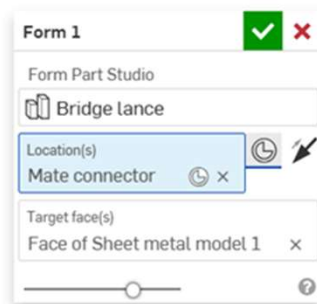 Form 1
Form Part Studio
Bridge lance
Location(s)
Mate connector
Target face(s)
Face of Sheet metal model 1